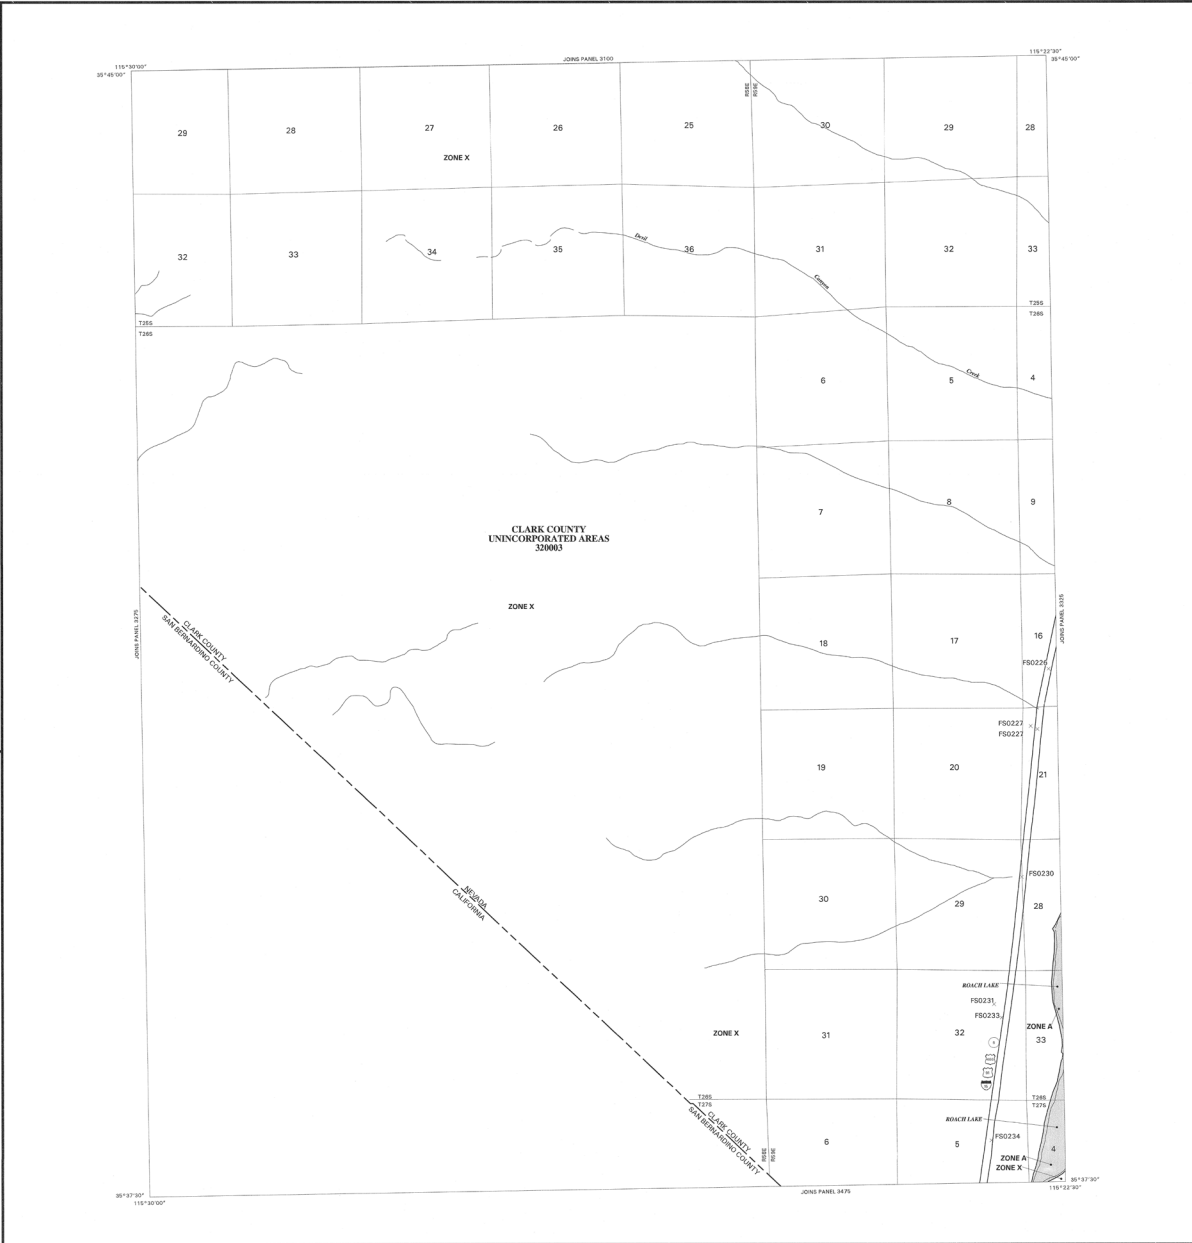 115°30'00"
35°45'00"
JOINS PANEL 3100
115°22'30"
35°45'00"
R58E
R59E
29
28
27
26
25
30
29
28
ZONE X
32
33
34
35
Devil
36
31
32
33
Canyon
T25S
T26S
T25S
T26S
6
5
Creek
4
7
8
9
CLARK COUNTY
UNINCORPORATED AREAS
320003
JOINS PANEL 3275
JOINS PANEL 3325
ZONE X
CLARK COUNTY
SAN BERNARDINO COUNTY
18
17
16
FS0226
FS0227
FS0227
19
20
21
NEVADA
CALIFORNIA
30
29
FS0230
28
ROACH LAKE
FS0231
FS0233
ZONE X
31
32
ZONE A
33
T26S
T27S
T26S
T27S
CLARK COUNTY
SAN BERNARDINO COUNTY
ROACH LAKE
FS0234
6
5
4
R58E
R59E
ZONE A
ZONE X
35°37'30"
115°30'00"
JOINS PANEL 3475
35°37'30"
115°22'30"